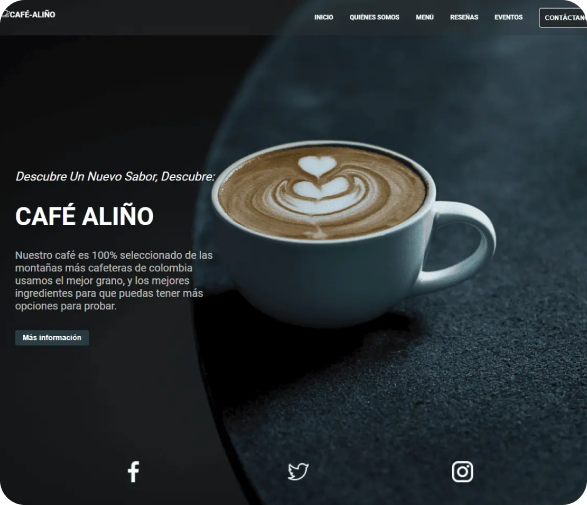 CAFÉ-ALIÑO
INICIO QUIÉNES SOMOS MENÚ RESEÑAS EVENTOS CONTÁCTAN
Descubre Un Nuevo Sabor, Descubre:
CAFÉ ALIÑO
Nuestro café es 100% seleccionado de las
montañas más cafeteras de colombia
usamos el mejor grano, y los mejores
ingredientes para que puedas tener más
opciones para probar.
Más información